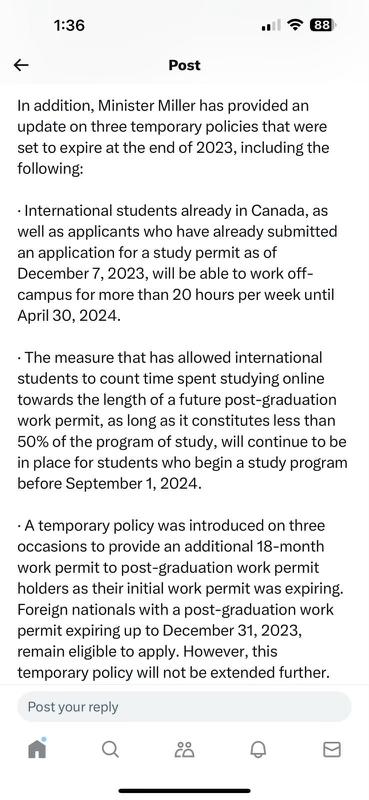 1:36
88
Post
In addition, Minister Miller has provided an
update on three temporary policies that were
set to expire at the end of 2023, including the
following:
· International students already in Canada, as
well as applicants who have already submitted
an application for a study permit as of
December 7, 2023, will be able to work off-
campus for more than 20 hours per week until
April 30, 2024.
· The measure that has allowed international
students to count time spent studying online
towards the length of a future post-graduation
work permit, as long as it constitutes less than
50% of the program of study, will continue to be
in place for students who begin a study program
before September 1, 2024.
· A temporary policy was introduced on three
occasions to provide an additional 18-month
work permit to post-graduation work permit
holders as their initial work permit was expiring.
Foreign nationals with a post-graduation work
permit expiring up to December 31, 2023,
remain eligible to apply. However, this
temporary policy will not be extended further.
Post your reply